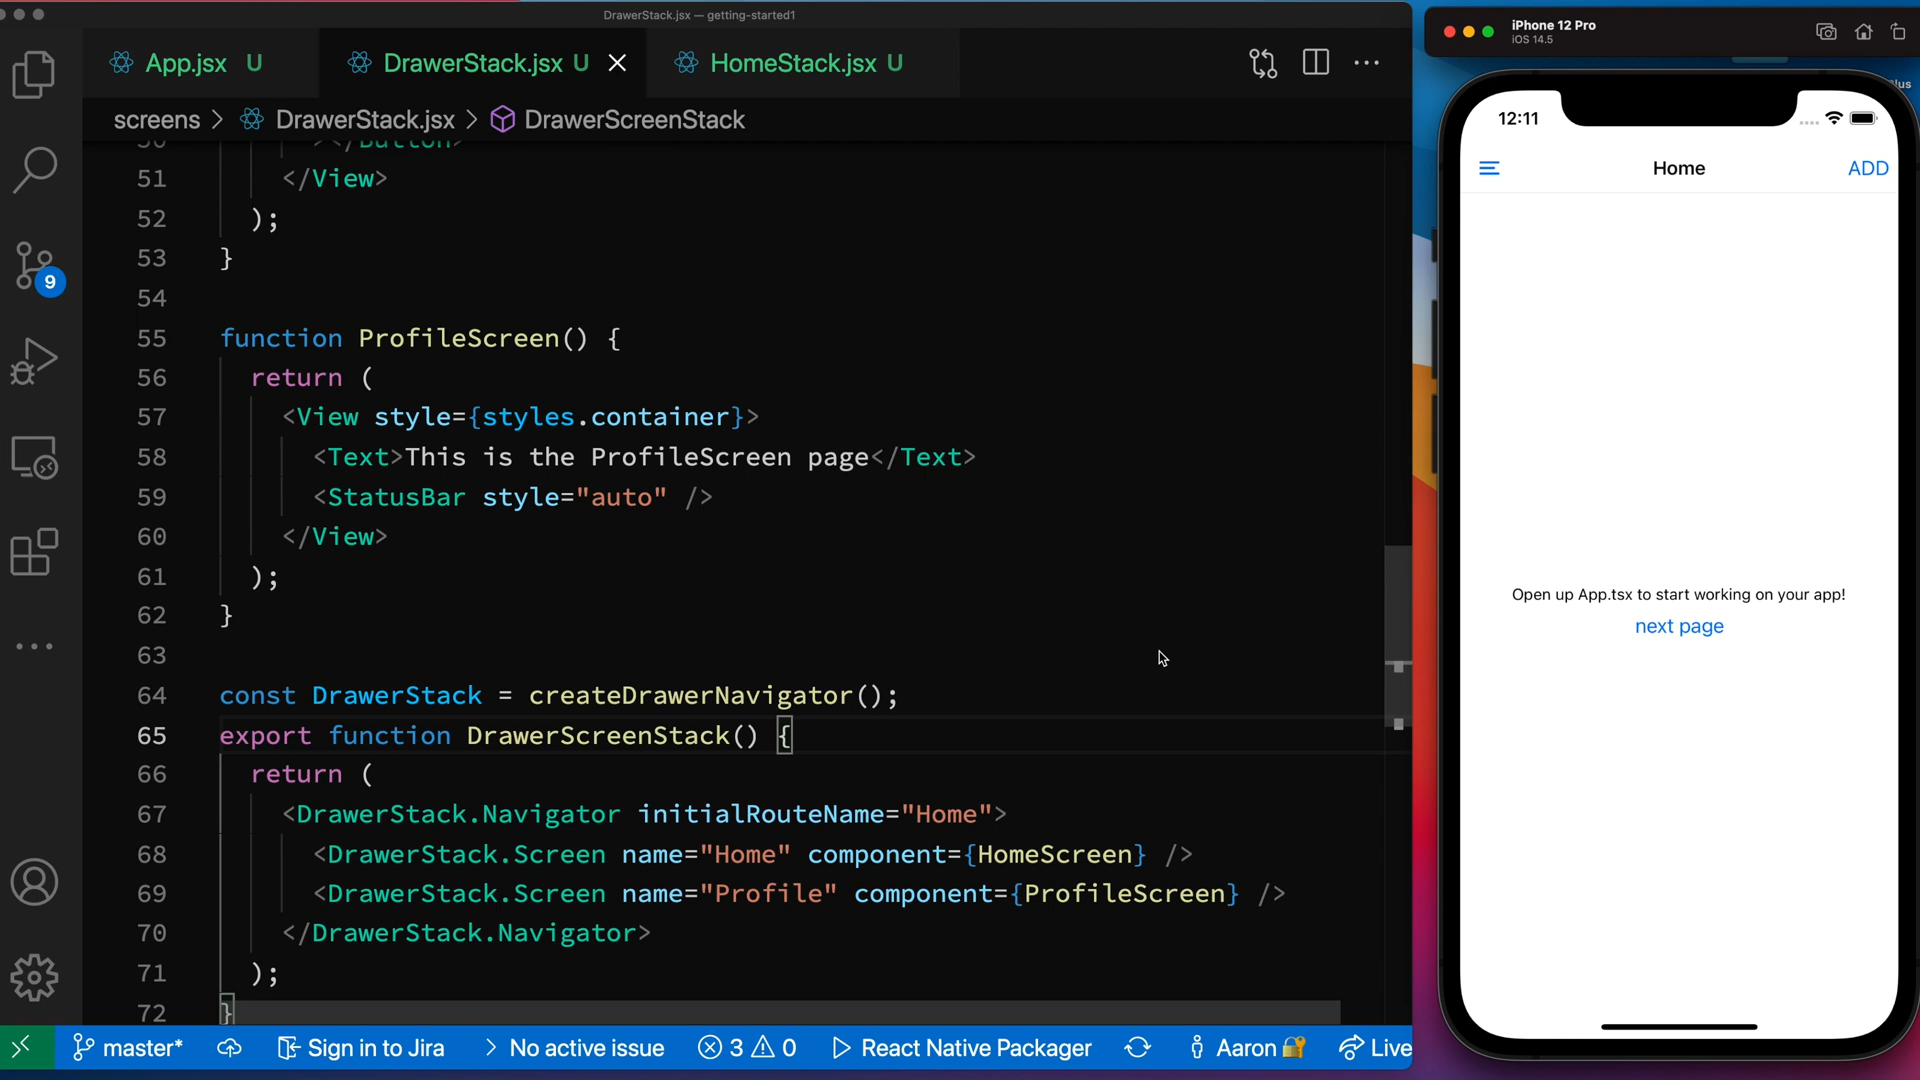 DrawerStack.jsx — getting-started1
App.jsx U
DrawerStack.jsx U
HomeStack.jsx U
screens > DrawerStack.jsx > DrawerScreenStack
50 ></Button>
51 </View>
52 );
53 }
54
55 function ProfileScreen() {
56 return (
57 <View style={styles.container}>
58 <Text>This is the ProfileScreen page</Text>
59 <StatusBar style="auto" />
60 </View>
61 );
62 }
63
64 const DrawerStack = createDrawerNavigator();
65 export function DrawerScreenStack() {
66 return (
67 <DrawerStack.Navigator initialRouteName="Home">
68 <DrawerStack.Screen name="Home" component={HomeScreen} />
69 <DrawerStack.Screen name="Profile" component={ProfileScreen} />
70 </DrawerStack.Navigator>
71 );
72 }
9
master* Sign in to Jira > No active issue 3 0 React Native Packager Aaron Live
iPhone 12 Pro
iOS 14.5
lus
12:11
Home ADD
Open up App.tsx to start working on your app!
next page